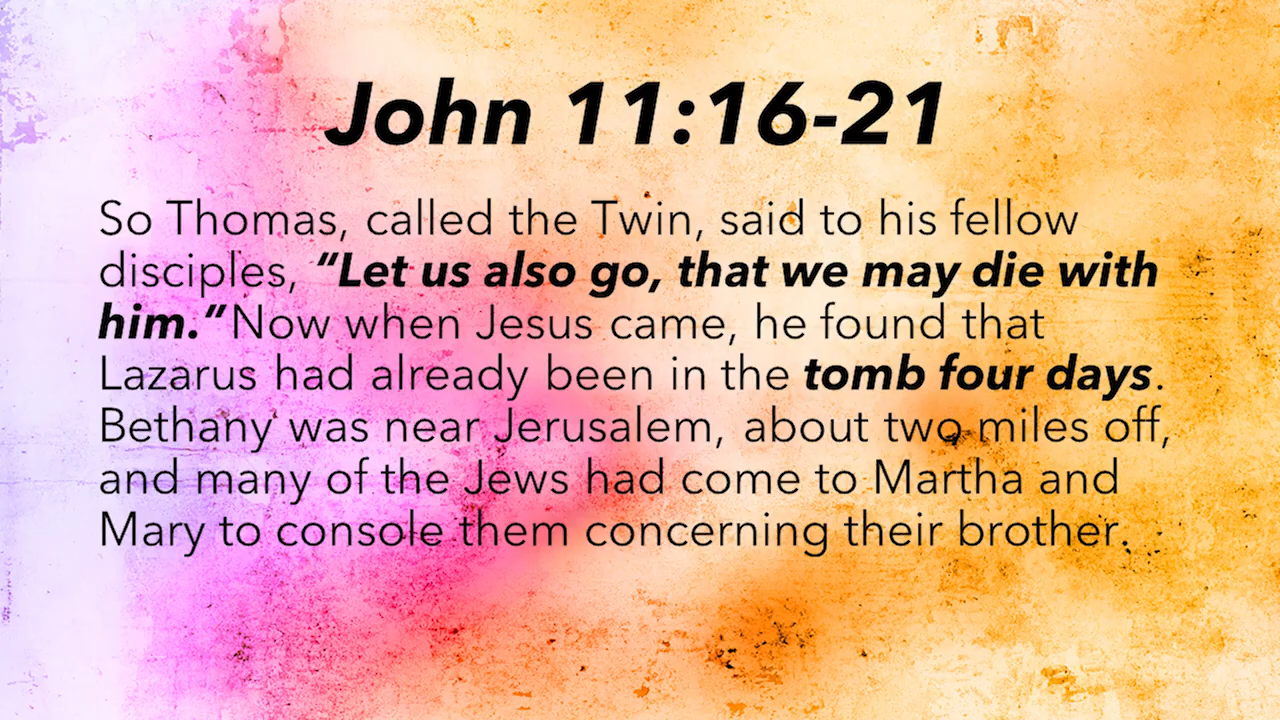 John 11:16-21
So Thomas, called the Twin, said to his fellow
disciples, “Let us also go, that we may die with
him.” Now when Jesus came, he found that
Lazarus had already been in the tomb four days.
Bethany was near Jerusalem, about two miles off,
and many of the Jews had come to Martha and
Mary to console them concerning their brother.